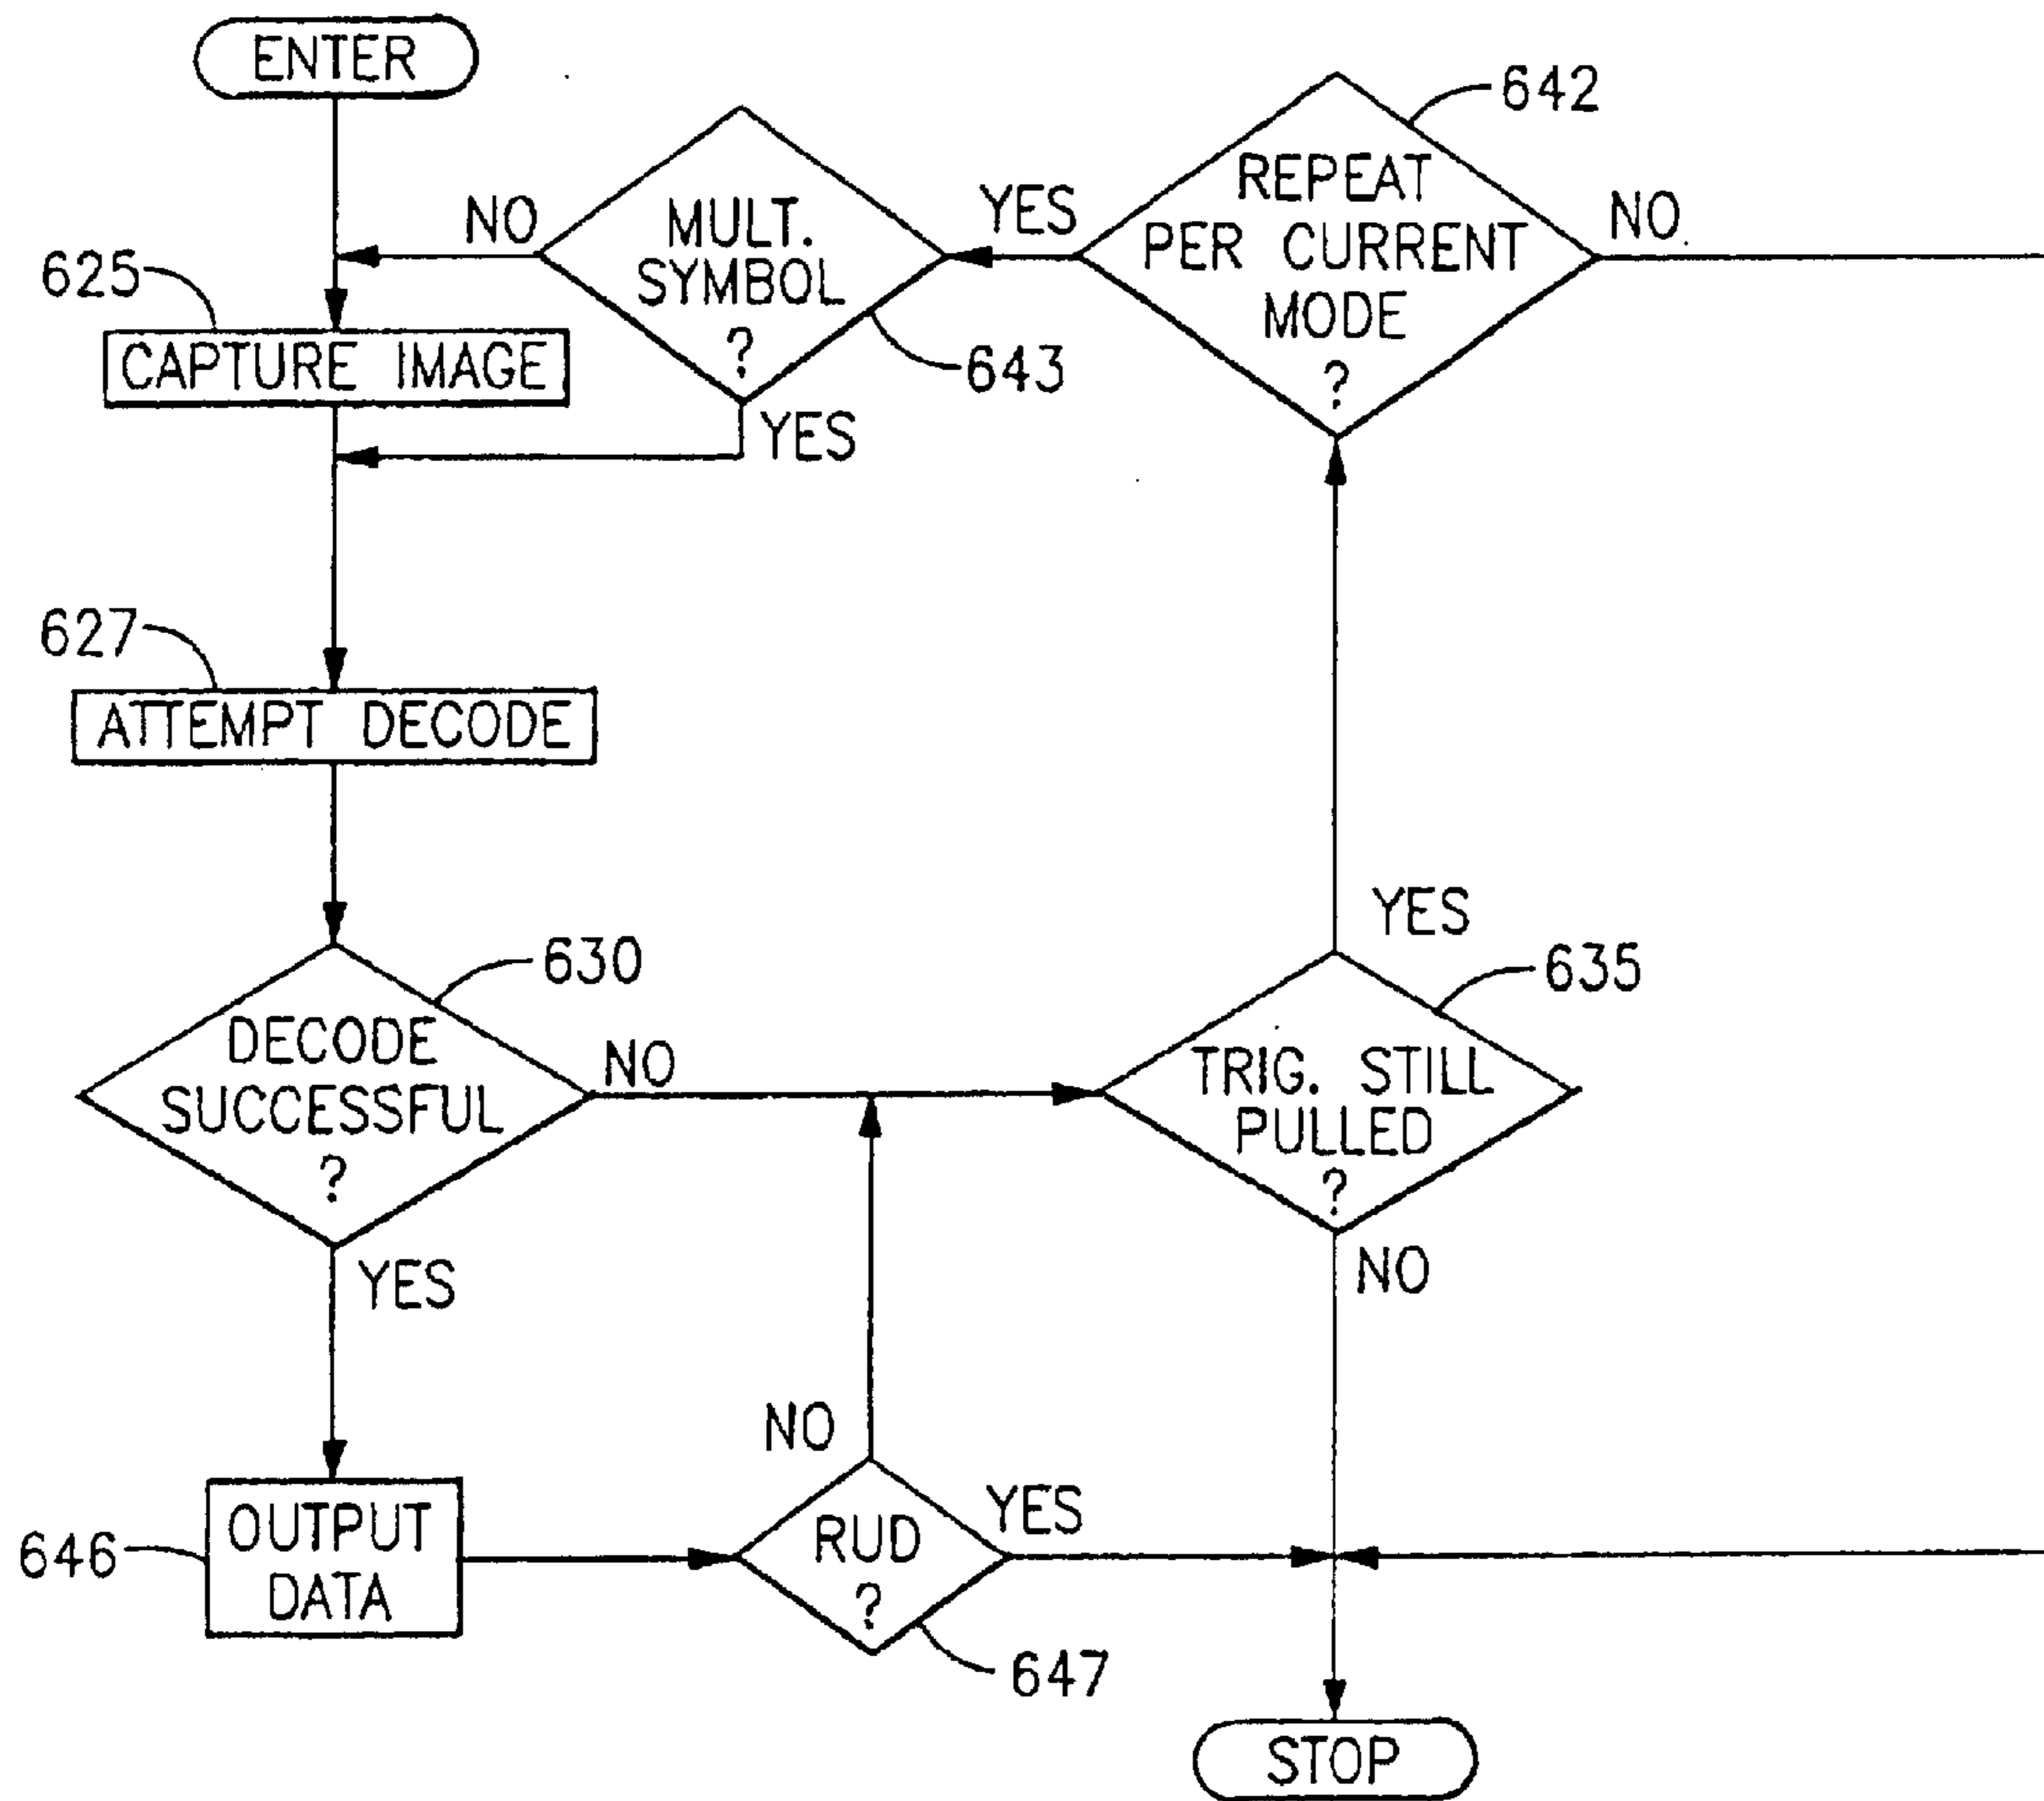 ENTER
642
REPEAT
PER CURRENT
MODE
?
YES
NO
MULT.
SYMBOL
?
NO
YES
643
625
CAPTURE IMAGE
627
ATTEMPT DECODE
630
DECODE
SUCCESSFUL
?
NO
YES
635
TRIG. STILL
PULLED
?
YES
NO
646
OUTPUT
DATA
NO
RUD
?
YES
647
STOP